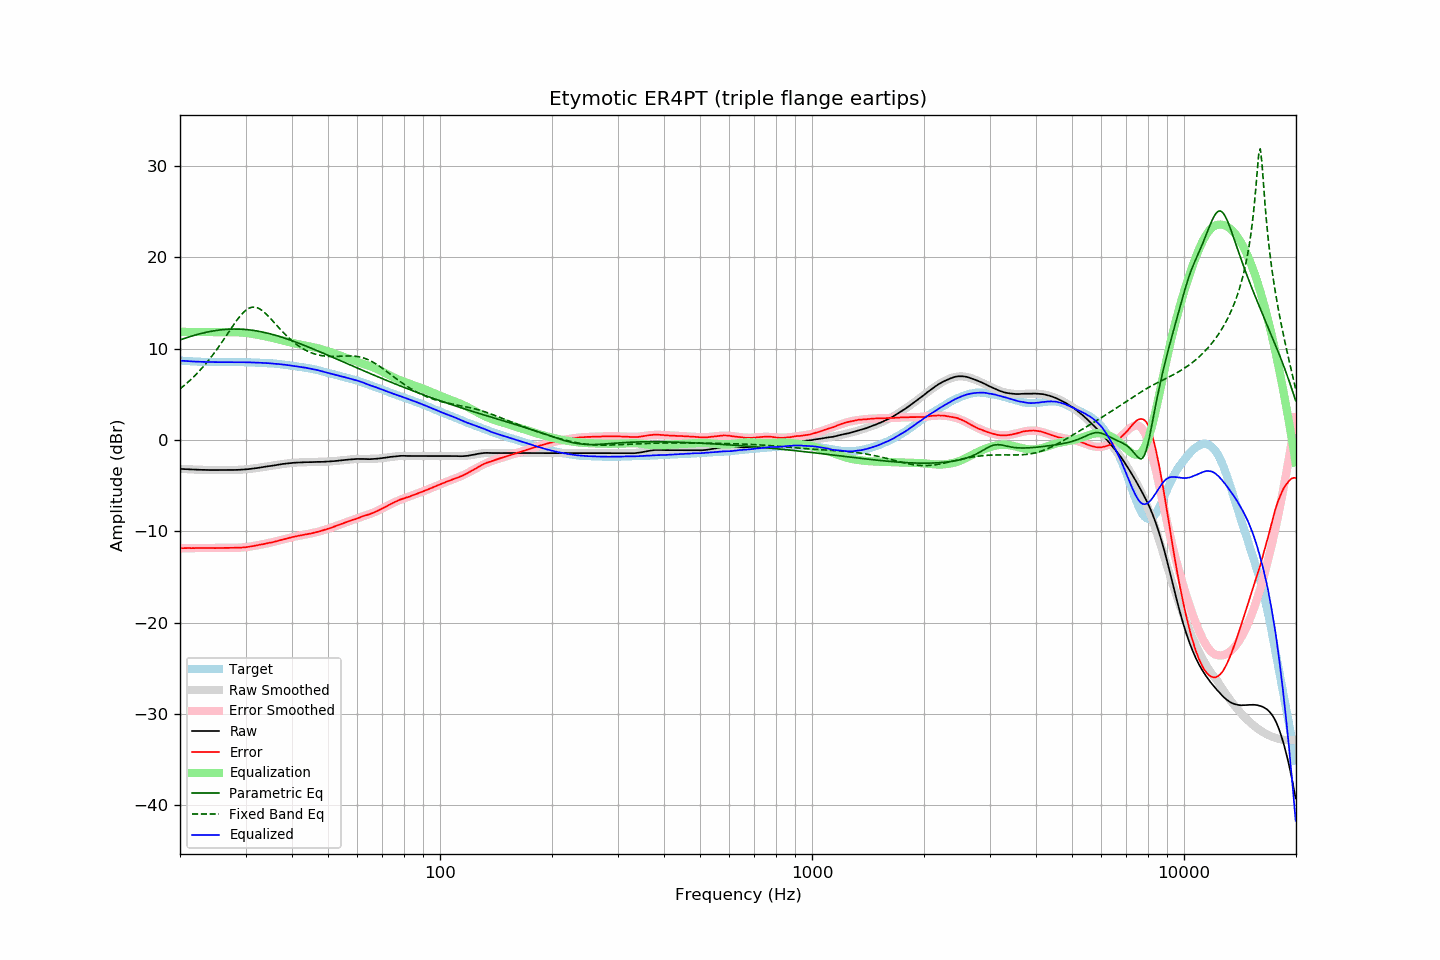 Etymotic ER4PT (triple flange eartips)
30
20
10
0
−10
−20
−30
−40
Amplitude (dBr)
Target
Raw Smoothed
Error Smoothed
Raw
Error
Equalization
Parametric Eq
Fixed Band Eq
Equalized
100
1000
10000
Frequency (Hz)